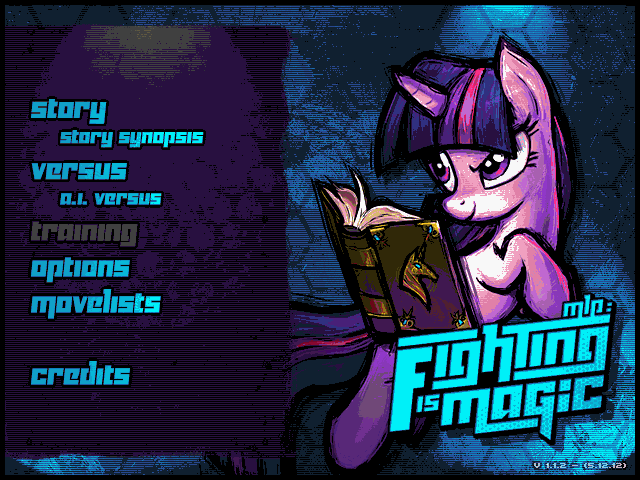 story
story synopsis
versus
a.i. versus
training
options
movelists
credits
mlp:
Fighting
is magic
V.1.1.2 - (5.12.12)